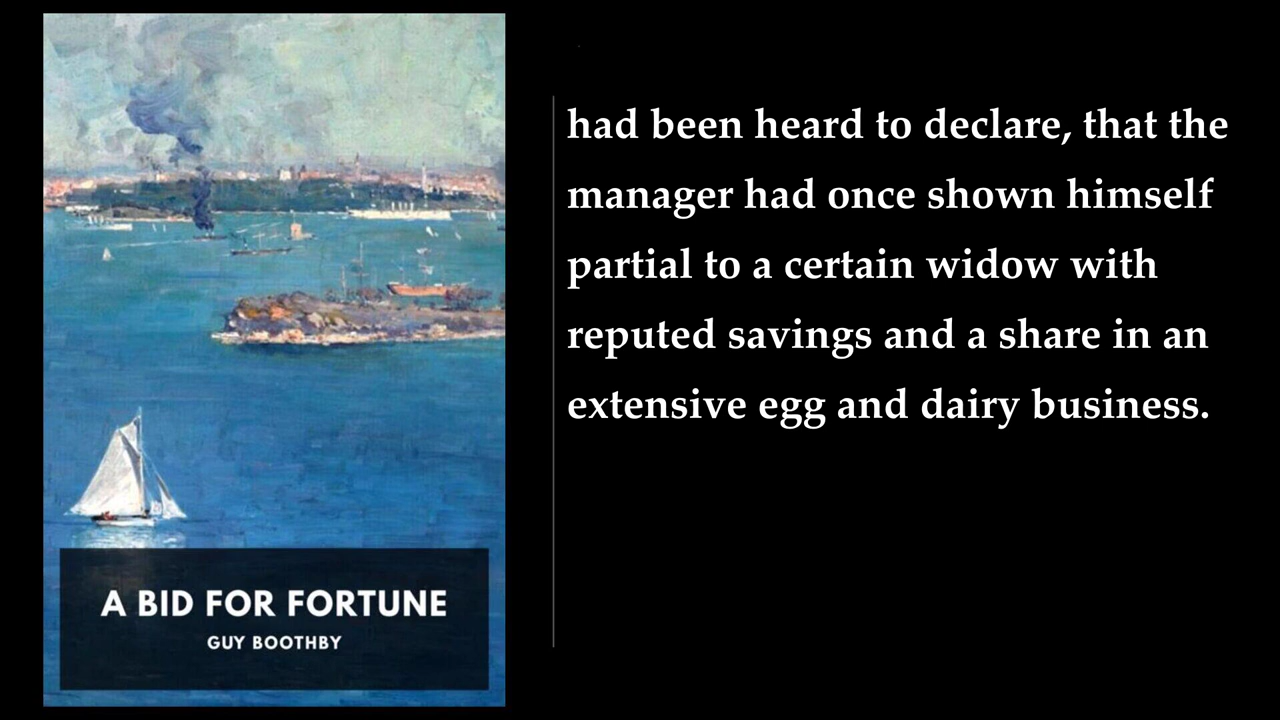 had been heard to declare, that the
manager had once shown himself
partial to a certain widow with
reputed savings and a share in an
extensive egg and dairy business.
A BID FOR FORTUNE
GUY BOOTHBY